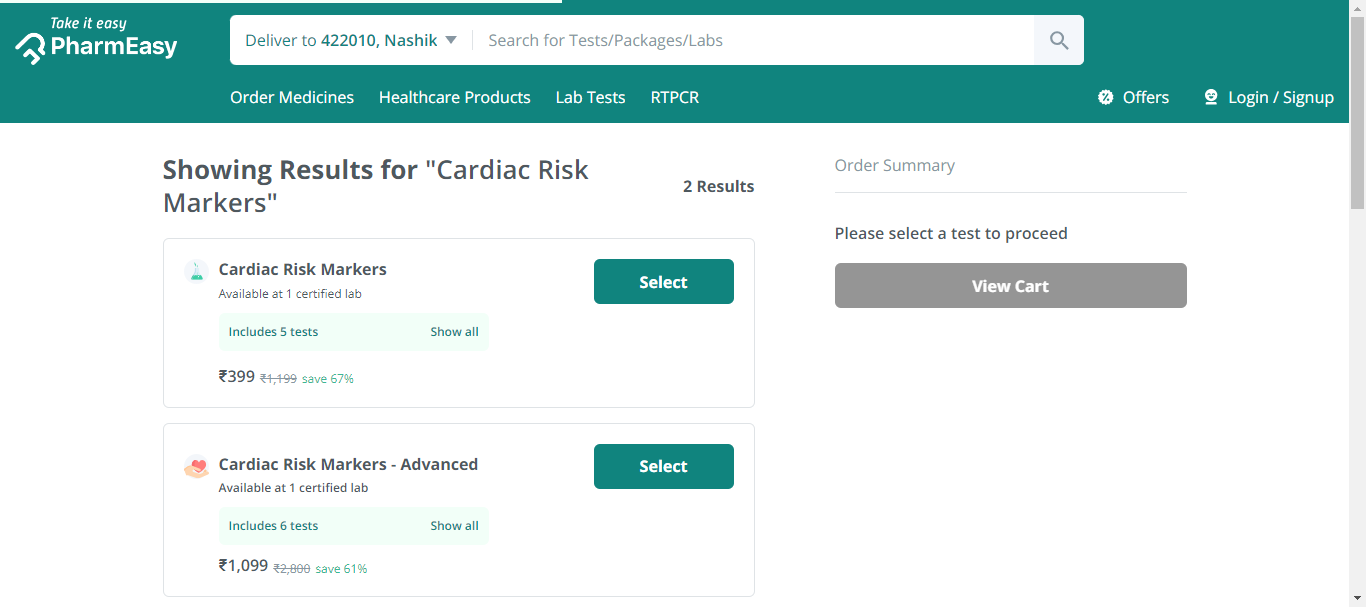 Take it easy
PharmEasy
Deliver to 422010, Nashik
Search for Tests/Packages/Labs
Order Medicines
Healthcare Products
Lab Tests
RTPCR
Offers
Login / Signup
Showing Results for "Cardiac Risk
Markers"
2 Results
Cardiac Risk Markers
Available at 1 certified lab
Select
Includes 5 tests
Show all
₹399 ₹1,199 save 67%
Cardiac Risk Markers - Advanced
Available at 1 certified lab
Select
Includes 6 tests
Show all
₹1,099 ₹2,800 save 61%
Order Summary
Please select a test to proceed
View Cart